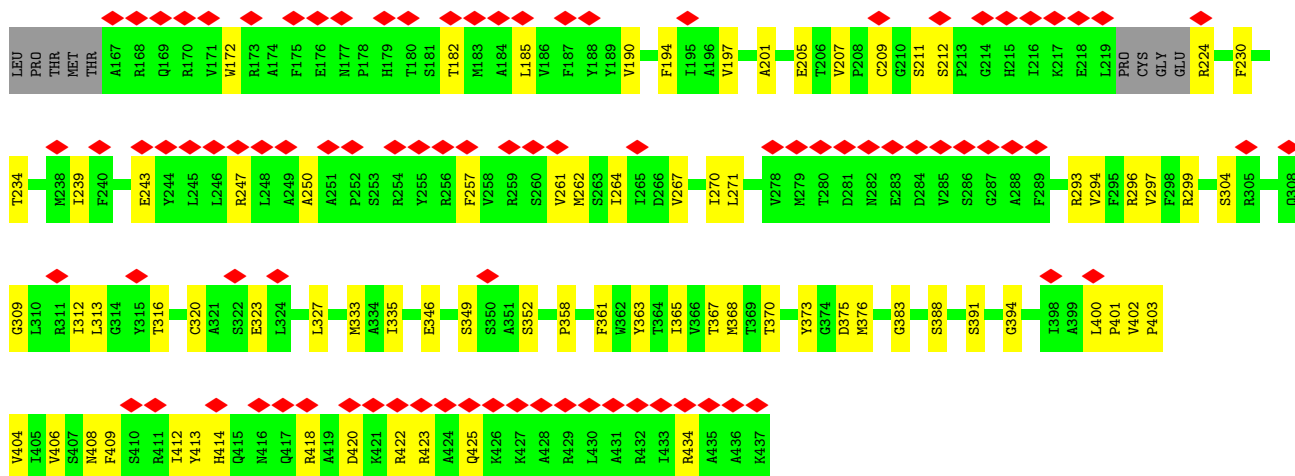 LEU PRO THR MET THR A167 R168 Q169 R170 V171 W172 R173 A174 F175 E176 N177 P178 H179 T180 S181 T182 M183 A184 L185 V186 F187 Y188 Y189 V190 F194 I195 A196 V197 A201 E205 T206 V207 P208 C209 G210 S211 S212 P213 G214 H215 I216 K217 E218 L219 PRO CYS GLY GLU R224 F230
T234 M238 I239 F240 E243 Y244 L245 L246 R247 L248 A249 A250 A251 P252 S253 R254 Y255 R256 F257 V258 R259 S260 V261 M262 S263 I264 I265 D266 V267 I270 L271 V278 M279 T280 D281 N282 E283 D284 V285 S286 G287 A288 F289 R293 V294 F295 R296 V297 F298 R299 S304 R305 Q308
G309 L310 R311 I312 L313 G314 Y315 T316 C320 A321 S322 E323 L324 L327 M333 A334 I335 E346 S349 S350 A351 S352 P358 F361 W362 Y363 T364 I365 V366 T367 M368 T369 T370 Y373 G374 D375 M376 G383 S388 S391 G394 I398 A399 L400 P401 V402 P403
V404 I405 V406 S407 N408 F409 S410 R411 I412 Y413 H414 Q415 N416 Q417 R418 A419 D420 K421 R422 R423 A424 Q425 K426 K427 A428 R429 L430 A431 R432 I433 R434 A435 A436 K437